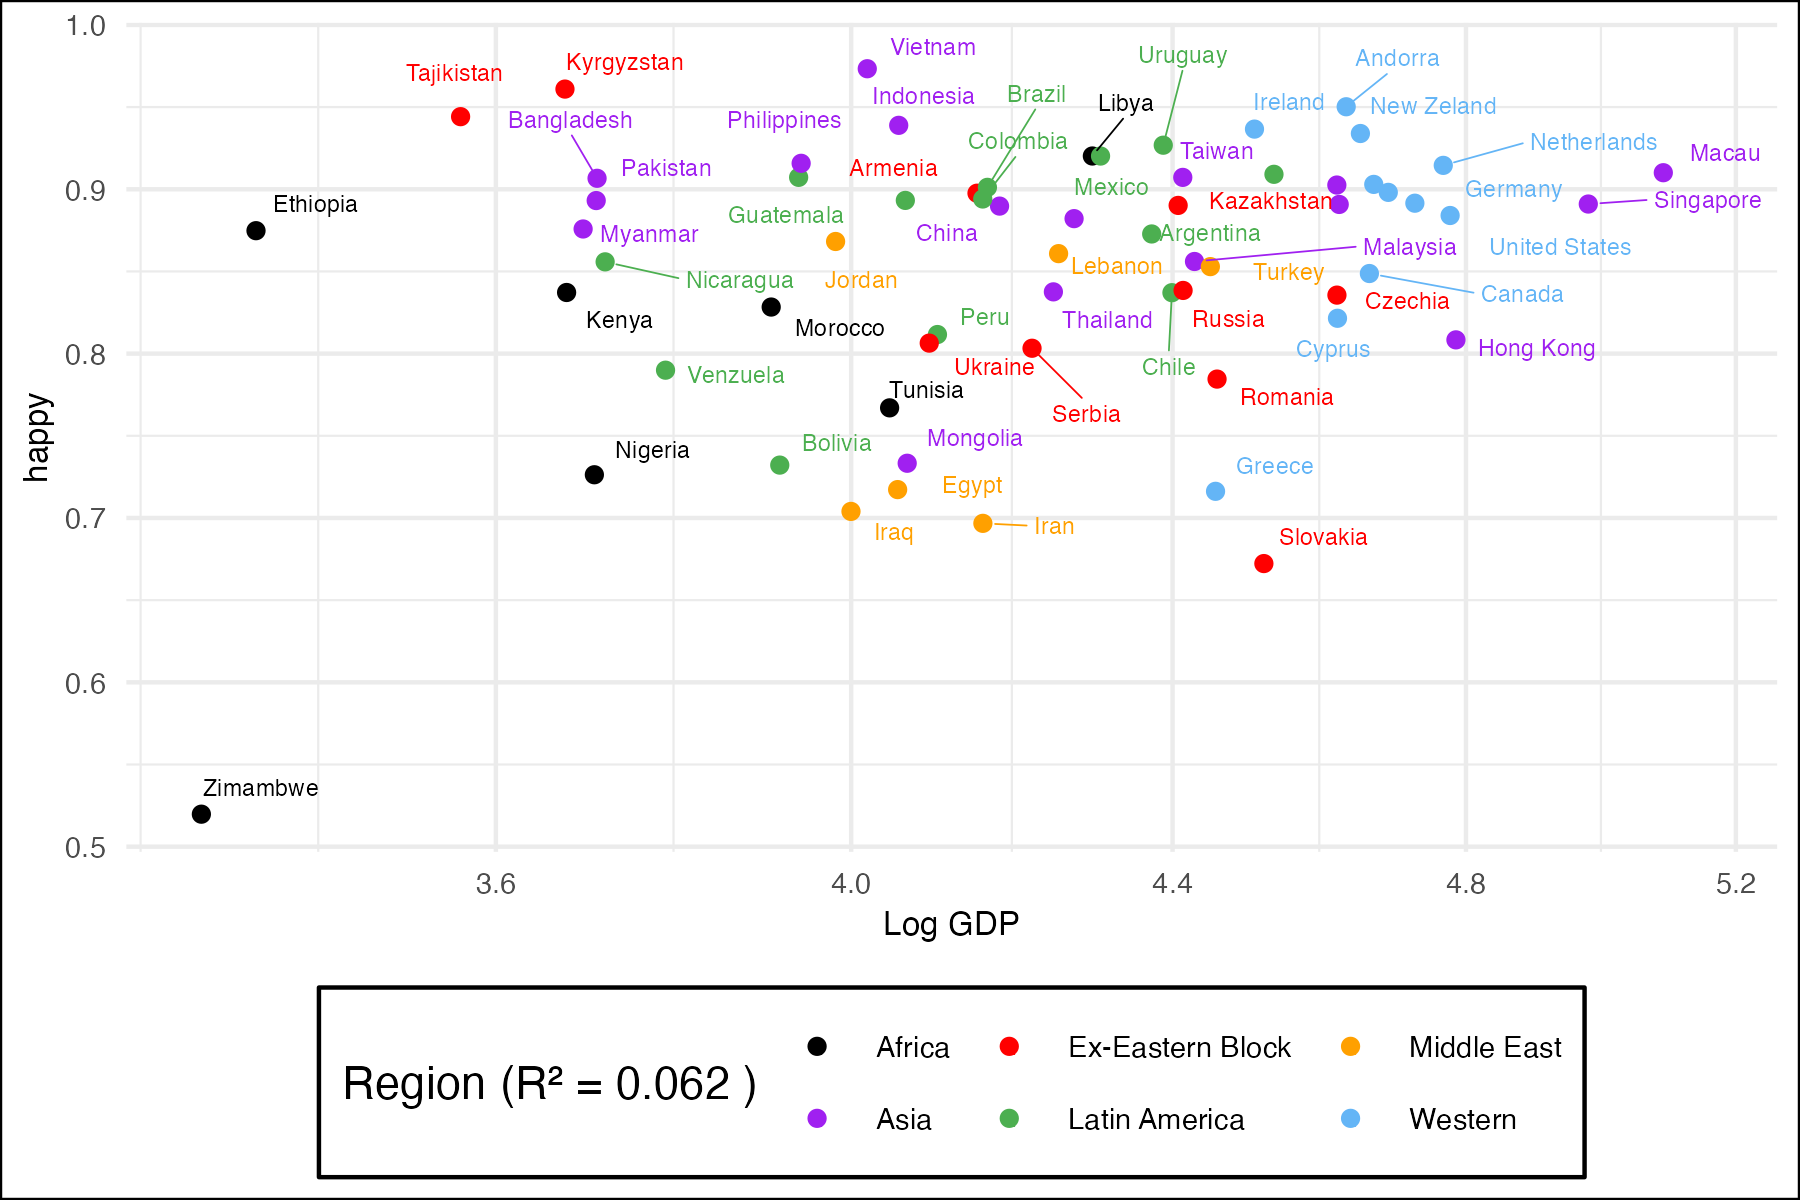 1.0
Vietnam
Uruguay
Andorra
Kyrgyzstan
Tajikistan
Indonesia
Brazil
Libya
Ireland
New Zeland
Bangladesh
Philippines
Colombia
Netherlands
Taiwan
Macau
Pakistan
Armenia
Mexico
Germany
0.9
Ethiopia
Kazakhstan
Singapore
Guatemala
Myanmar
China
Argentina
Malaysia
United States
Lebanon
Turkey
Nicaragua
Jordan
Canada
Czechia
Kenya
Morocco
Peru
Thailand
Russia
0.8
Cyprus
Hong Kong
Ukraine
Chile
Venzuela
Tunisia
Romania
Serbia
happy
Nigeria
Bolivia
Mongolia
Greece
Egypt
0.7
Iraq
Iran
Slovakia
0.6
Zimambwe
0.5
3.6 4.0 4.4 4.8 5.2
Log GDP
Region (R² = 0.062 )
Africa Ex-Eastern Block Middle East
Asia Latin America Western